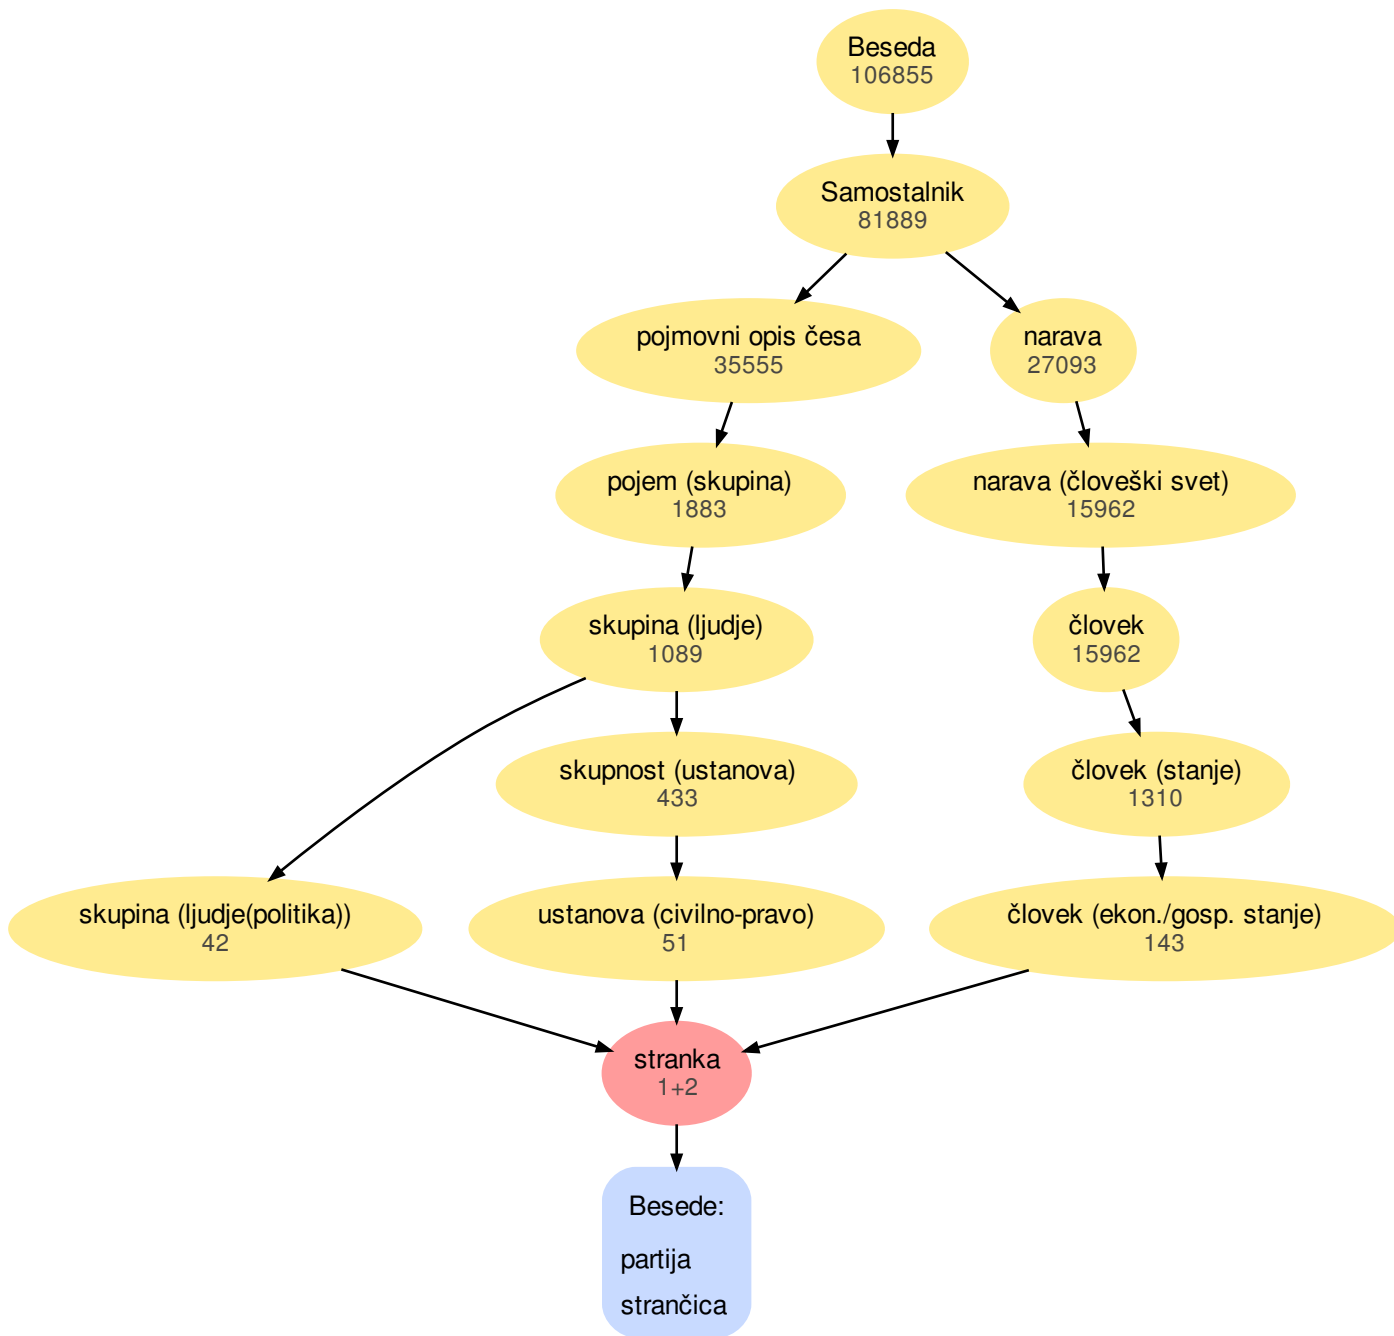 Beseda
106855
Samostalnik
81889
pojmovni opis česa
35555
narava
27093
pojem (skupina)
1883
narava (človeški svet)
15962
skupina (ljudje)
1089
človek
15962
skupnost (ustanova)
433
človek (stanje)
1310
skupina (ljudje(politika))
42
ustanova (civilno-pravo)
51
človek (ekon./gosp. stanje)
143
stranka
1+2
Besede:
partija
strančica